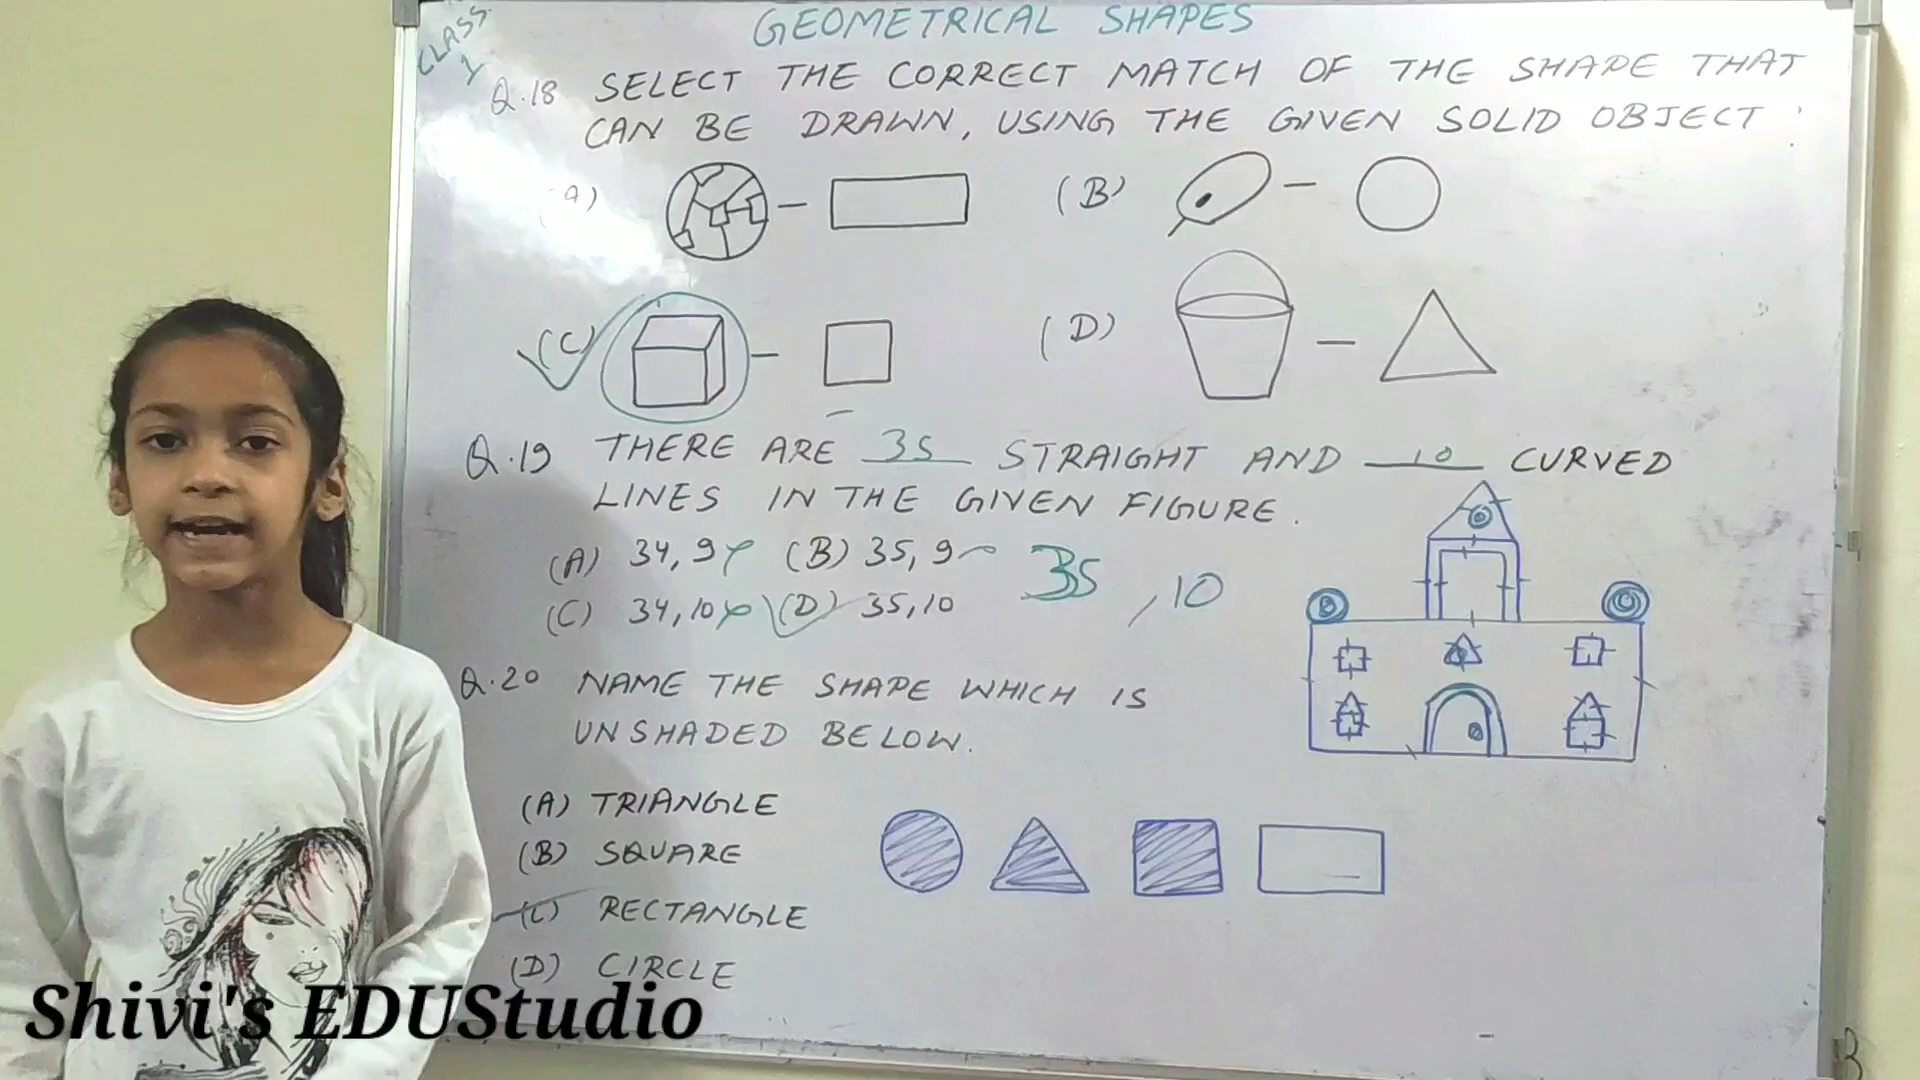 CLASS
1
GEOMETRICAL SHAPES
Q.18 SELECT THE CORRECT MATCH OF THE SHAPE THAT
CAN BE DRAWN, USING THE GIVEN SOLID OBJECT.
(A) — (B) —
(C) — (D) —
Q.19 THERE ARE 35 STRAIGHT AND 10 CURVED
LINES IN THE GIVEN FIGURE.
(A) 34,9 (B) 35,9 35 , 10
(C) 34,10 (D) 35,10
Q.20 NAME THE SHAPE WHICH IS
UNSHADED BELOW.
(A) TRIANGLE
(B) SQUARE
(C) RECTANGLE
(D) CIRCLE
Shivi's EDUStudio